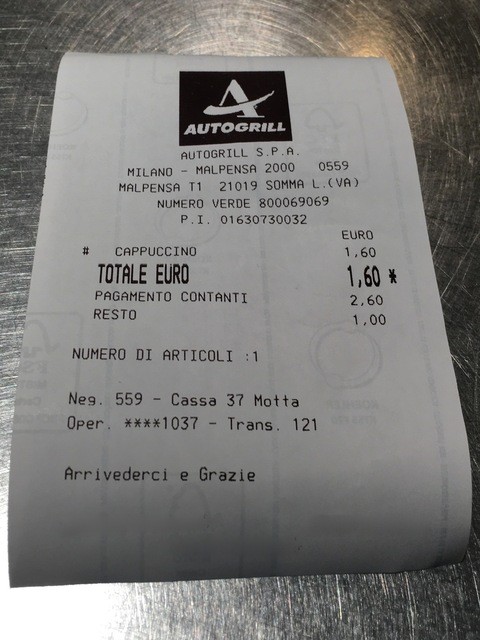 AUTOGRILL
AUTOGRILL S.P.A.
MILANO - MALPENSA 2000 0559
MALPENSA T1 21019 SOMMA L.(VA)
NUMERO VERDE 800069069
P.I. 01630730032
EURO
# CAPPUCCINO 1,60
TOTALE EURO 1,60 *
PAGAMENTO CONTANTI 2,60
RESTO 1,00
NUMERO DI ARTICOLI :1
Neg. 559 - Cassa 37 Motta
Oper. ****1037 - Trans. 121
Arrivederci e Grazie